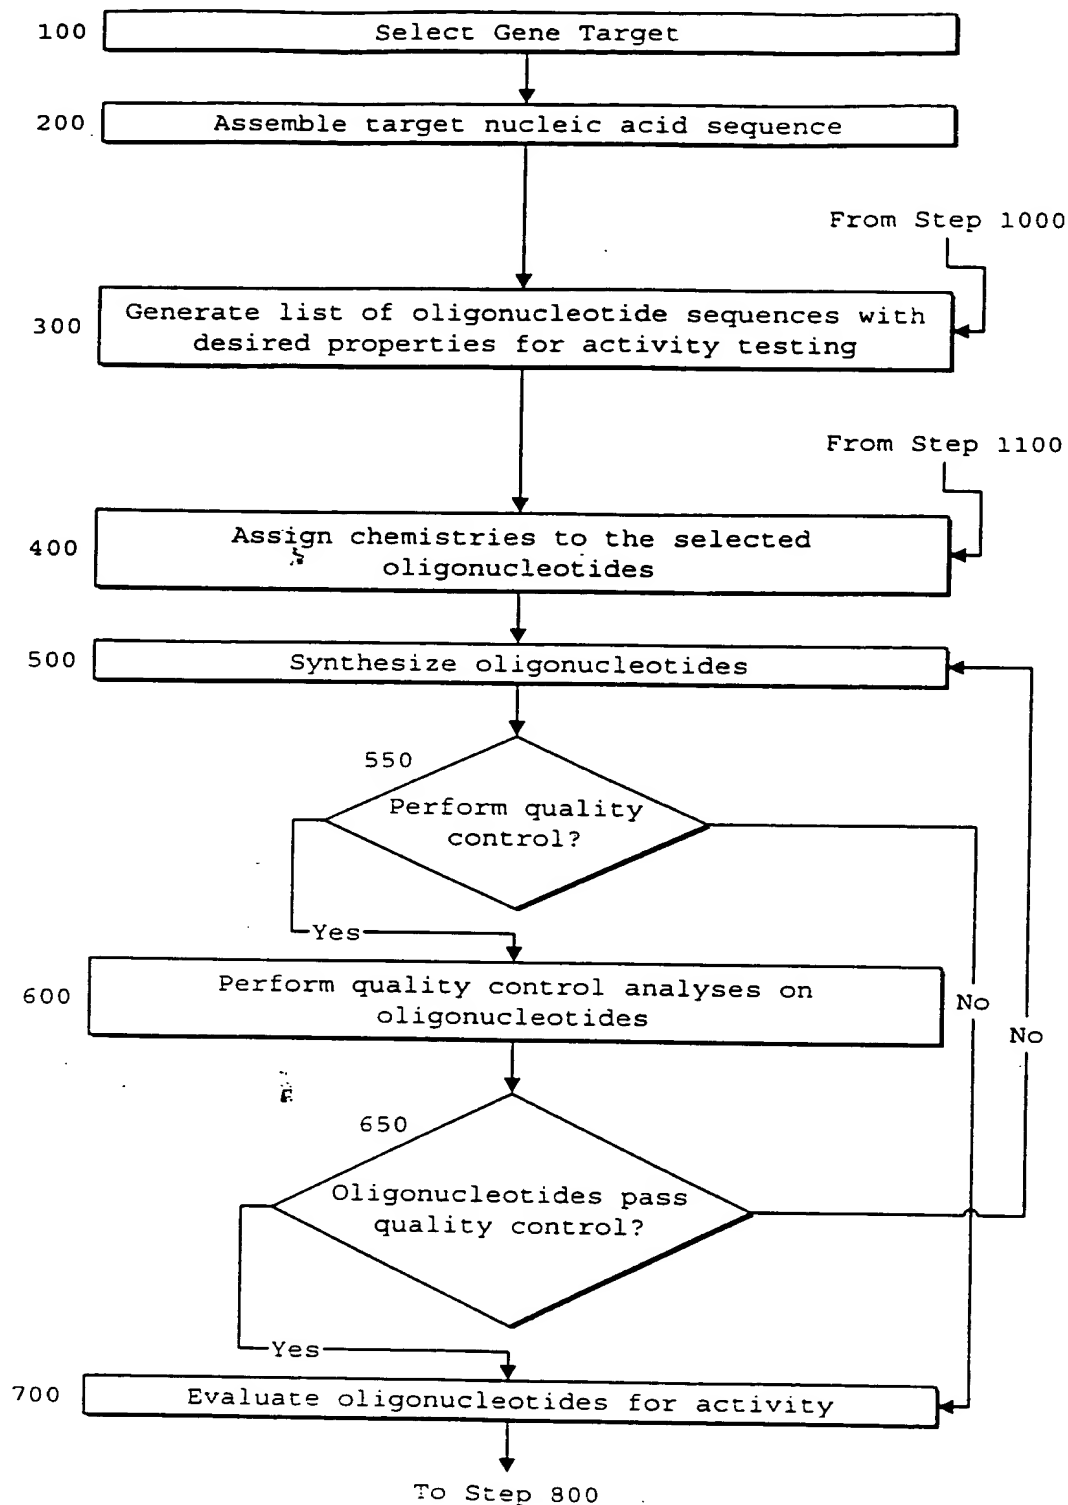 100 Select Gene Target
200 Assemble target nucleic acid sequence
From Step 1000
300 Generate list of oligonucleotide sequences with
desired properties for activity testing
From Step 1100
400 Assign chemistries to the selected
oligonucleotides
500 Synthesize oligonucleotides
550
Perform quality
control?
Yes
600 Perform quality control analyses on
oligonucleotides
No
No
650
Oligonucleotides pass
quality control?
Yes
700 Evaluate oligonucleotides for activity
To Step 800